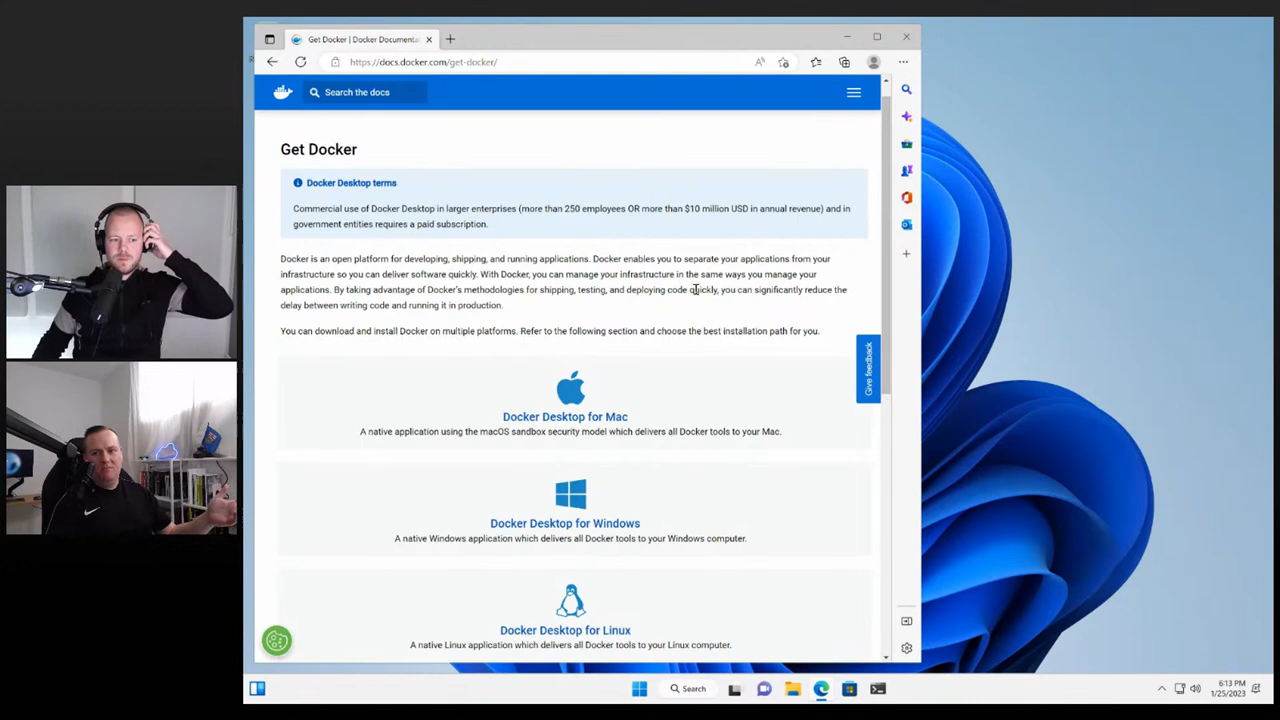 Get Docker | Docker Documenta
https://docs.docker.com/get-docker/
Search the docs
Get Docker
Docker Desktop terms
Commercial use of Docker Desktop in larger enterprises (more than 250 employees OR more than $10 million USD in annual revenue) and in
government entities requires a paid subscription.
Docker is an open platform for developing, shipping, and running applications. Docker enables you to separate your applications from your
infrastructure so you can deliver software quickly. With Docker, you can manage your infrastructure in the same ways you manage your
applications. By taking advantage of Docker's methodologies for shipping, testing, and deploying code quickly, you can significantly reduce the
delay between writing code and running it in production.
You can download and install Docker on multiple platforms. Refer to the following section and choose the best installation path for you.
Give feedback
Docker Desktop for Mac
A native application using the macOS sandbox security model which delivers all Docker tools to your Mac.
Docker Desktop for Windows
A native Windows application which delivers all Docker tools to your Windows computer.
Docker Desktop for Linux
A native Linux application which delivers all Docker tools to your Linux computer.
Search
6:13 PM
1/25/2023